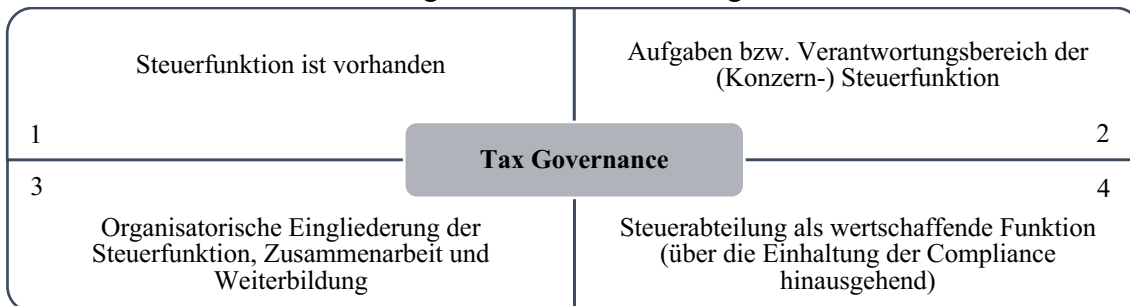 Steuerfunktion ist vorhanden
1
Aufgaben bzw. Verantwortungsbereich der
(Konzern-) Steuerfunktion
2
Tax Governance
3
Organisatorische Eingliederung der
Steuerfunktion, Zusammenarbeit und
Weiterbildung
4
Steuerabteilung als wertschaffende Funktion
(über die Einhaltung der Compliance
hinausgehend)